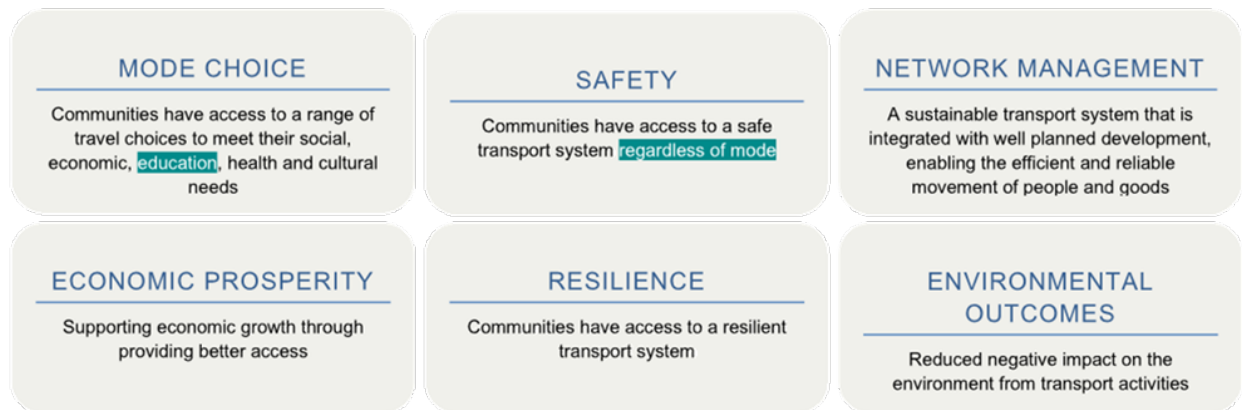 MODE CHOICE
Communities have access to a range of
travel choices to meet their social,
economic, education, health and cultural
needs
SAFETY
Communities have access to a safe
transport system regardless of mode
NETWORK MANAGEMENT
A sustainable transport system that is
integrated with well planned development,
enabling the efficient and reliable
movement of people and goods
ECONOMIC PROSPERITY
Supporting economic growth through
providing better access
RESILIENCE
Communities have access to a resilient
transport system
ENVIRONMENTAL
OUTCOMES
Reduced negative impact on the
environment from transport activities